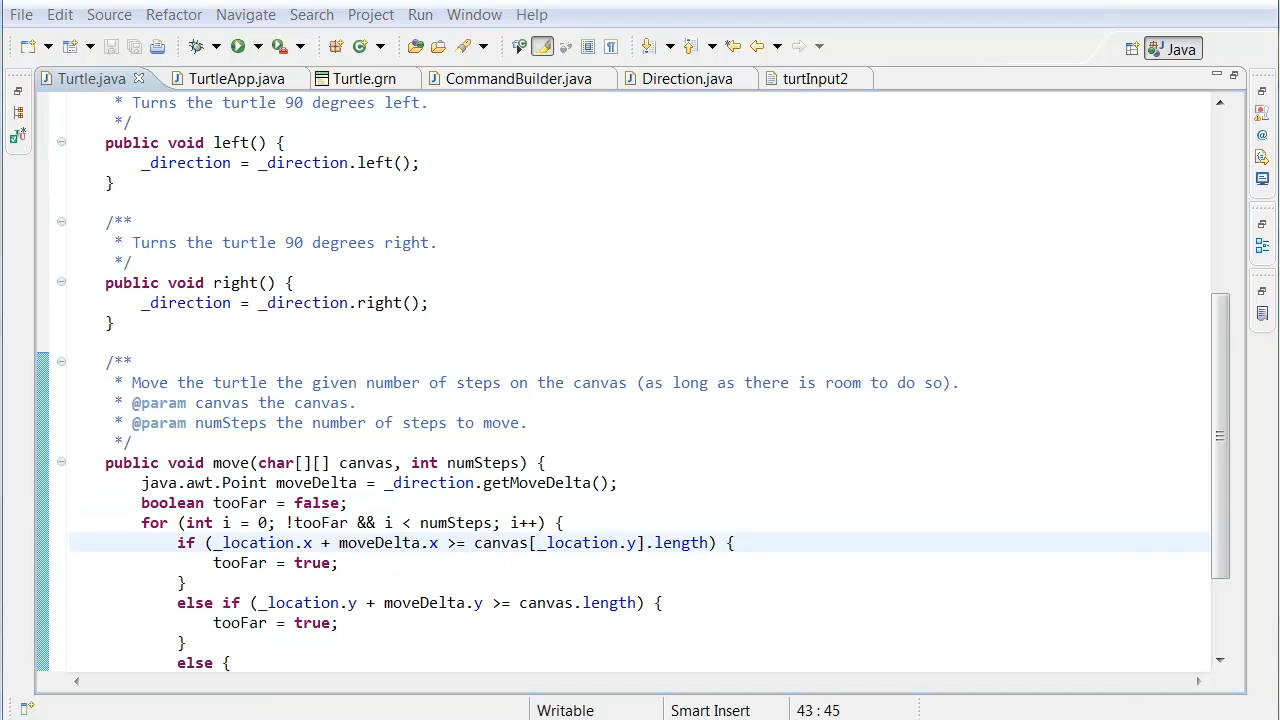 File Edit Source Refactor Navigate Search Project Run Window Help
Java
Turtle.java TurtleApp.java Turtle.grn CommandBuilder.java Direction.java turtInput2
* Turns the turtle 90 degrees left.
*/
public void left() {
_direction = _direction.left();
}
/**
* Turns the turtle 90 degrees right.
*/
public void right() {
_direction = _direction.right();
}
/**
* Move the turtle the given number of steps on the canvas (as long as there is room to do so).
* @param canvas the canvas.
* @param numSteps the number of steps to move.
*/
public void move(char[][] canvas, int numSteps) {
java.awt.Point moveDelta = _direction.getMoveDelta();
boolean tooFar = false;
for (int i = 0; !tooFar && i < numSteps; i++) {
if (_location.x + moveDelta.x >= canvas[_location.y].length) {
tooFar = true;
}
else if (_location.y + moveDelta.y >= canvas.length) {
tooFar = true;
}
else {
Writable Smart Insert 43 : 45